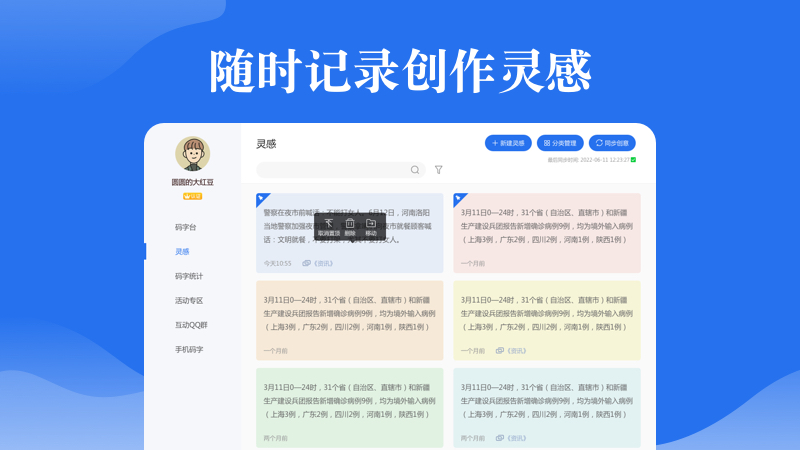 随时记录创作灵感
圆圆的大红豆
码字台
灵感
码字统计
活动专区
互动QQ群
手机码字
灵感
新建灵感
分类管理
同步创意
最近同步时间: 2022-06-11 12:23:27
警察在夜市前喊话：不能打女人。6月12日，河南洛阳
当地警察加强夜市
夜市就餐顾客喊
话：文明就餐，
取消置顶 删除 移动
今天10:55 《资讯》
3月11日0—24时，31个省（自治区、直辖市）和新疆
生产建设兵团报告新增确诊病例9例，均为境外输入病例
（上海3例，广东2例，四川2例，河南1例，陕西1例）
一个月前
3月11日0—24时，31个省（自治区、直辖市）和新疆
生产建设兵团报告新增确诊病例9例，均为境外输入病例
（上海3例，广东2例，四川2例，河南1例，陕西1例）
一个月前
3月11日0—24时，31个省（自治区、直辖市）和新疆
生产建设兵团报告新增确诊病例9例，均为境外输入病例
（上海3例，广东2例，四川2例，河南1例，陕西1例）
一个月前 《资讯》
3月11日0—24时，31个省（自治区、直辖市）和新疆
生产建设兵团报告新增确诊病例9例，均为境外输入病例
（上海3例，广东2例，四川2例，河南1例，陕西1例）
两个月前
3月11日0—24时，31个省（自治区、直辖市）和新疆
生产建设兵团报告新增确诊病例9例，均为境外输入病例
（上海3例，广东2例，四川2例，河南1例，陕西1例）
两个月前 《资讯》